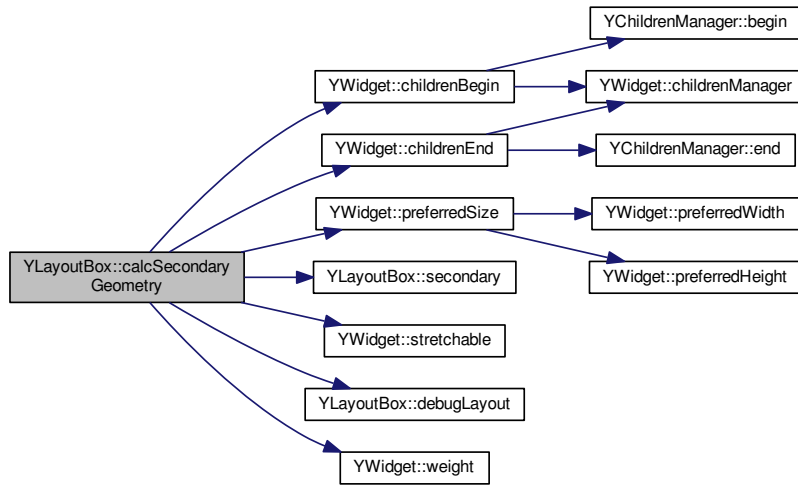 YLayoutBox::calcSecondary
Geometry
YWidget::childrenBegin
YWidget::childrenEnd
YWidget::preferredSize
YLayoutBox::secondary
YWidget::stretchable
YLayoutBox::debugLayout
YWidget::weight
YChildrenManager::begin
YWidget::childrenManager
YChildrenManager::end
YWidget::preferredWidth
YWidget::preferredHeight